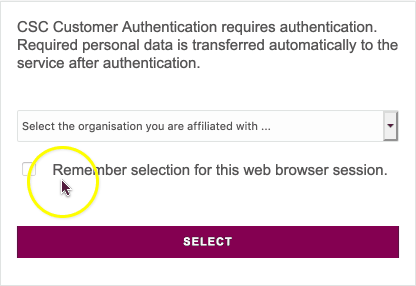 CSC Customer Authentication requires authentication.
Required personal data is transferred automatically to the
service after authentication.
Select the organisation you are affiliated with ...
Remember selection for this web browser session.
SELECT